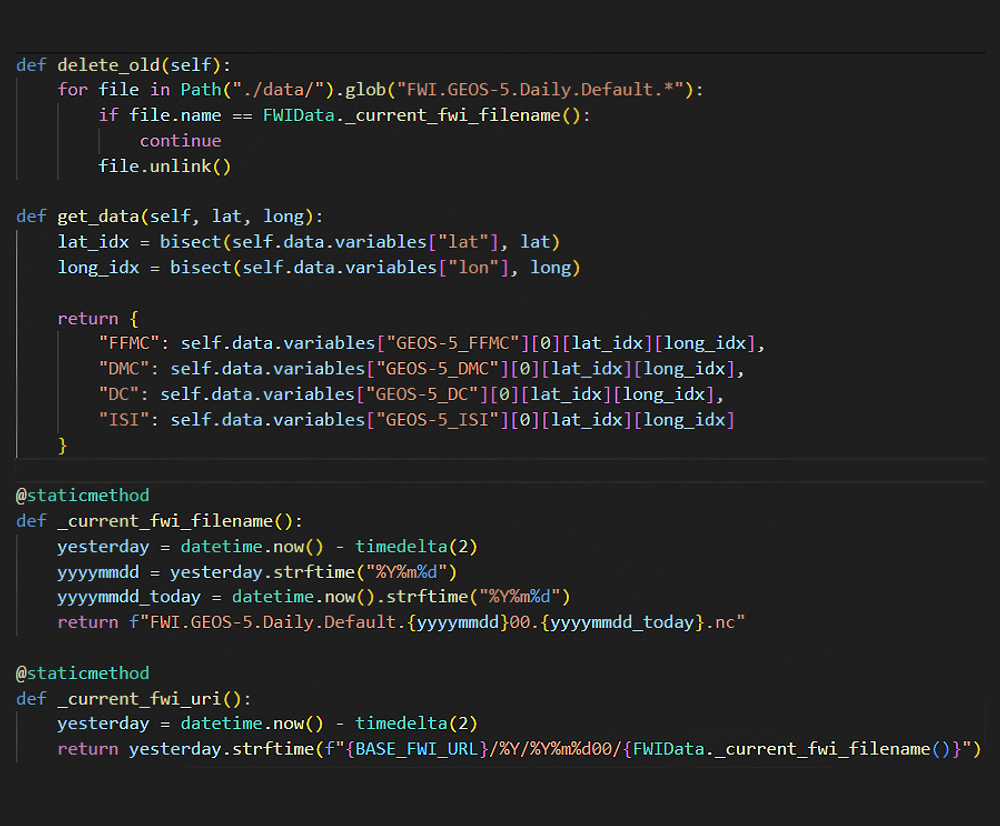 def delete_old(self):
    for file in Path("./data/").glob("FWI.GEOS-5.Daily.Default.*"):
        if file.name == FWIData._current_fwi_filename():
            continue
        file.unlink()

def get_data(self, lat, long):
    lat_idx = bisect(self.data.variables["lat"], lat)
    long_idx = bisect(self.data.variables["lon"], long)

    return {
        "FFMC": self.data.variables["GEOS-5_FFMC"][0][lat_idx][long_idx],
        "DMC": self.data.variables["GEOS-5_DMC"][0][lat_idx][long_idx],
        "DC": self.data.variables["GEOS-5_DC"][0][lat_idx][long_idx],
        "ISI": self.data.variables["GEOS-5_ISI"][0][lat_idx][long_idx]
    }

@staticmethod
def _current_fwi_filename():
    yesterday = datetime.now() - timedelta(2)
    yyyymmdd = yesterday.strftime("%Y%m%d")
    yyyymmdd_today = datetime.now().strftime("%Y%m%d")
    return f"FWI.GEOS-5.Daily.Default.{yyyymmdd}00.{yyyymmdd_today}.nc"

@staticmethod
def _current_fwi_uri():
    yesterday = datetime.now() - timedelta(2)
    return yesterday.strftime(f"{BASE_FWI_URL}/%Y/%Y%m%d00/{FWIData._current_fwi_filename()}")